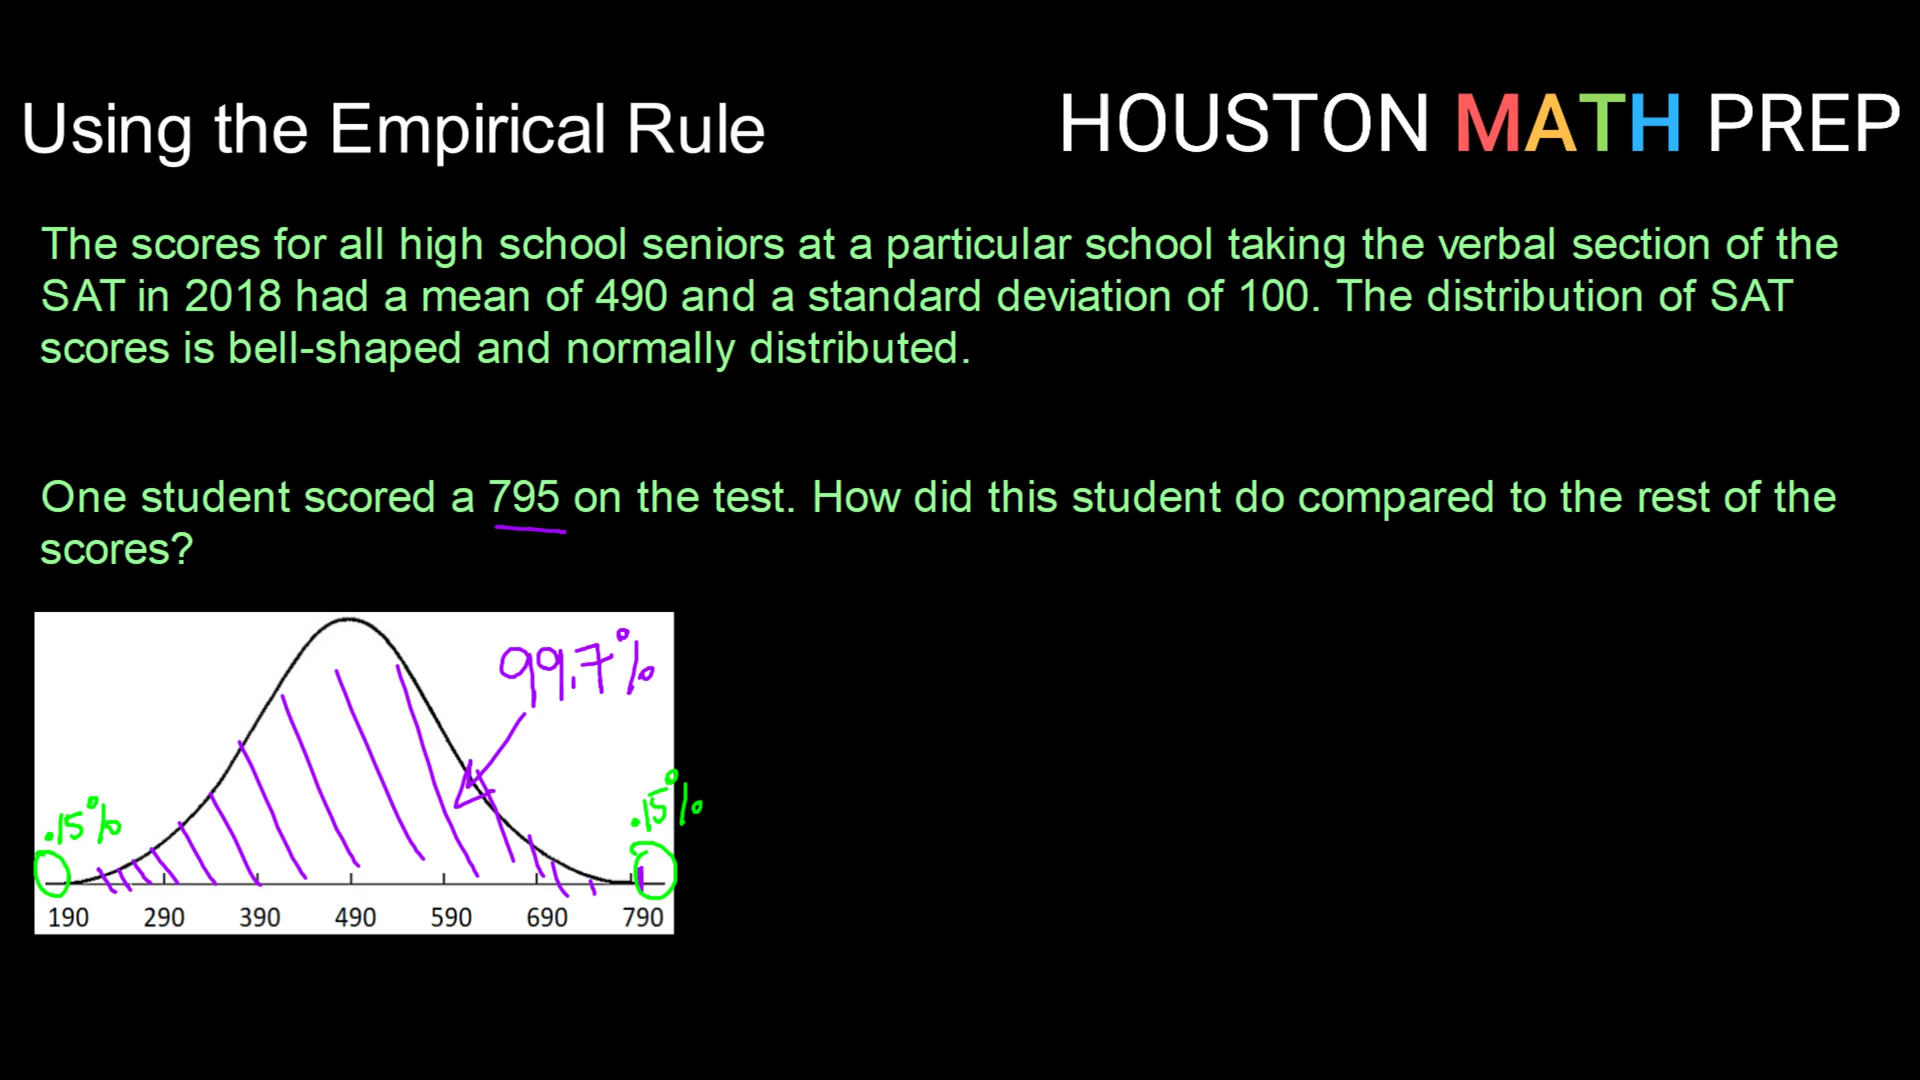 Using the Empirical Rule
HOUSTON MATH PREP
The scores for all high school seniors at a particular school taking the verbal section of the
SAT in 2018 had a mean of 490 and a standard deviation of 100. The distribution of SAT
scores is bell-shaped and normally distributed.
One student scored a 795 on the test. How did this student do compared to the rest of the
scores?
99.7%
.15%
.15%
190 290 390 490 590 690 790